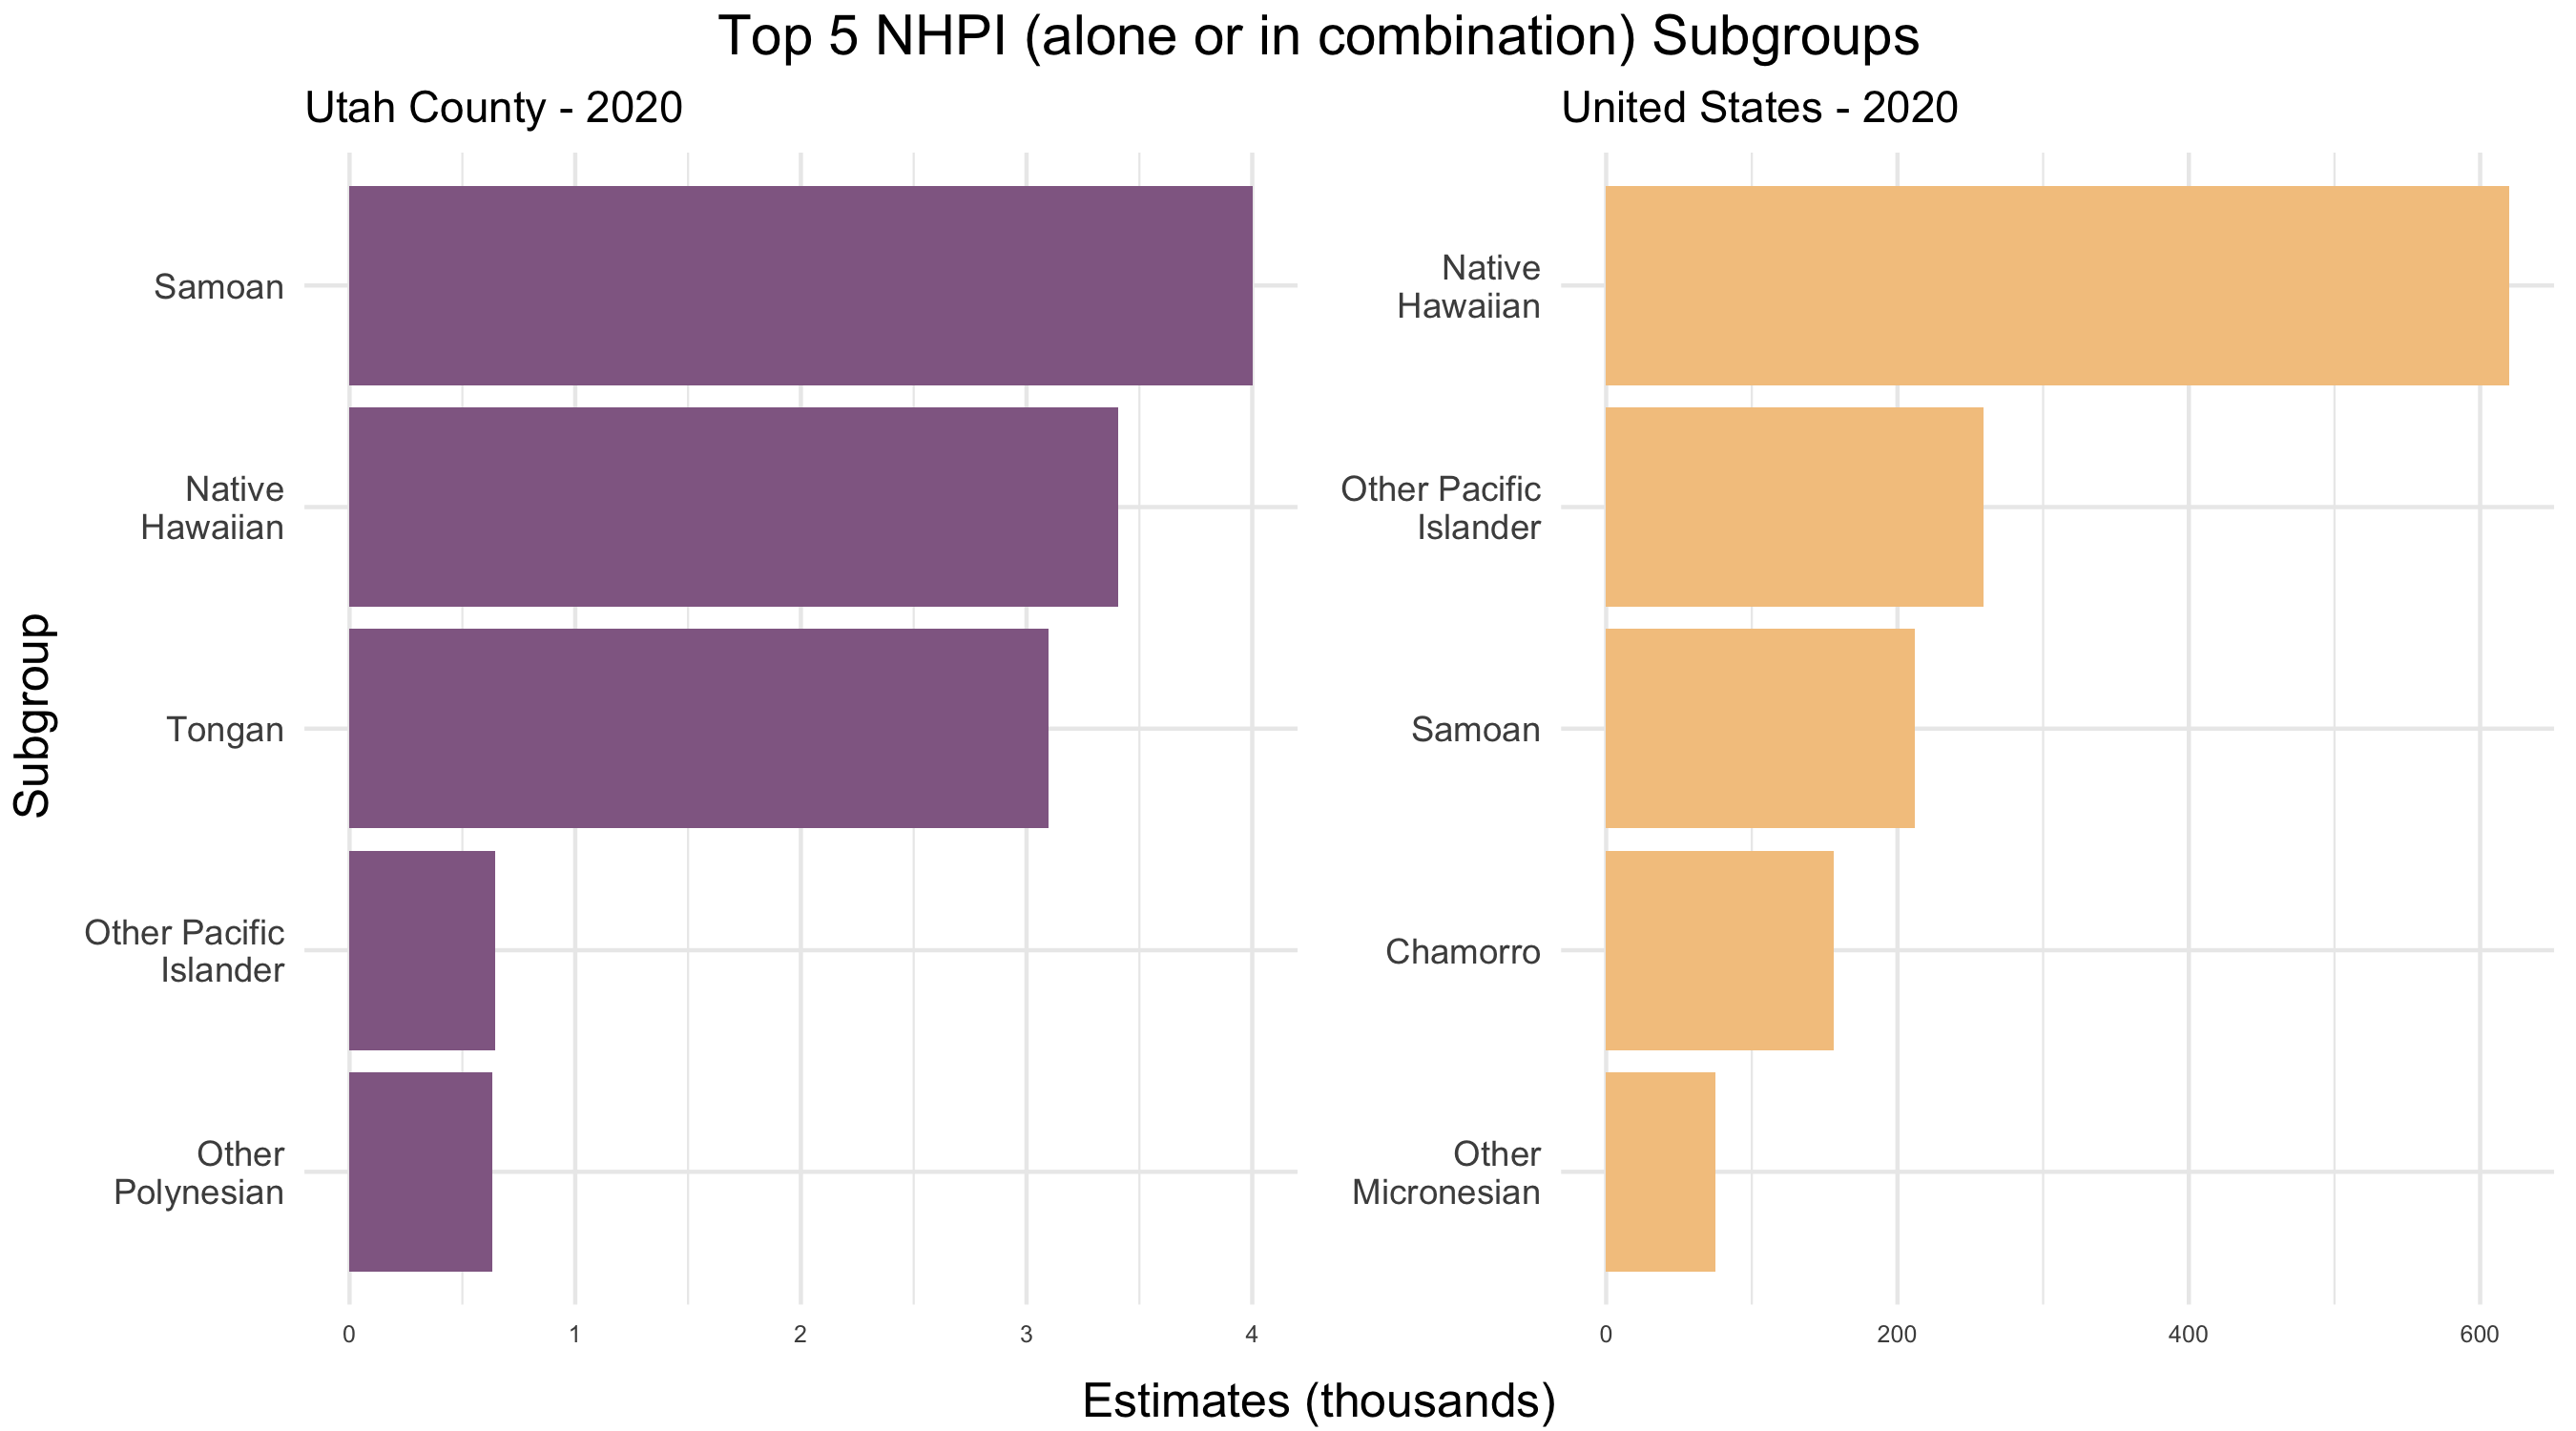 Top 5 NHPI (alone or in combination) Subgroups
Utah County - 2020
Subgroup
Samoan
Native
Hawaiian
Tongan
Other Pacific
Islander
Other
Polynesian
0 1 2 3 4
United States - 2020
Native
Hawaiian
Other Pacific
Islander
Samoan
Chamorro
Other
Micronesian
0 200 400 600
Estimates (thousands)